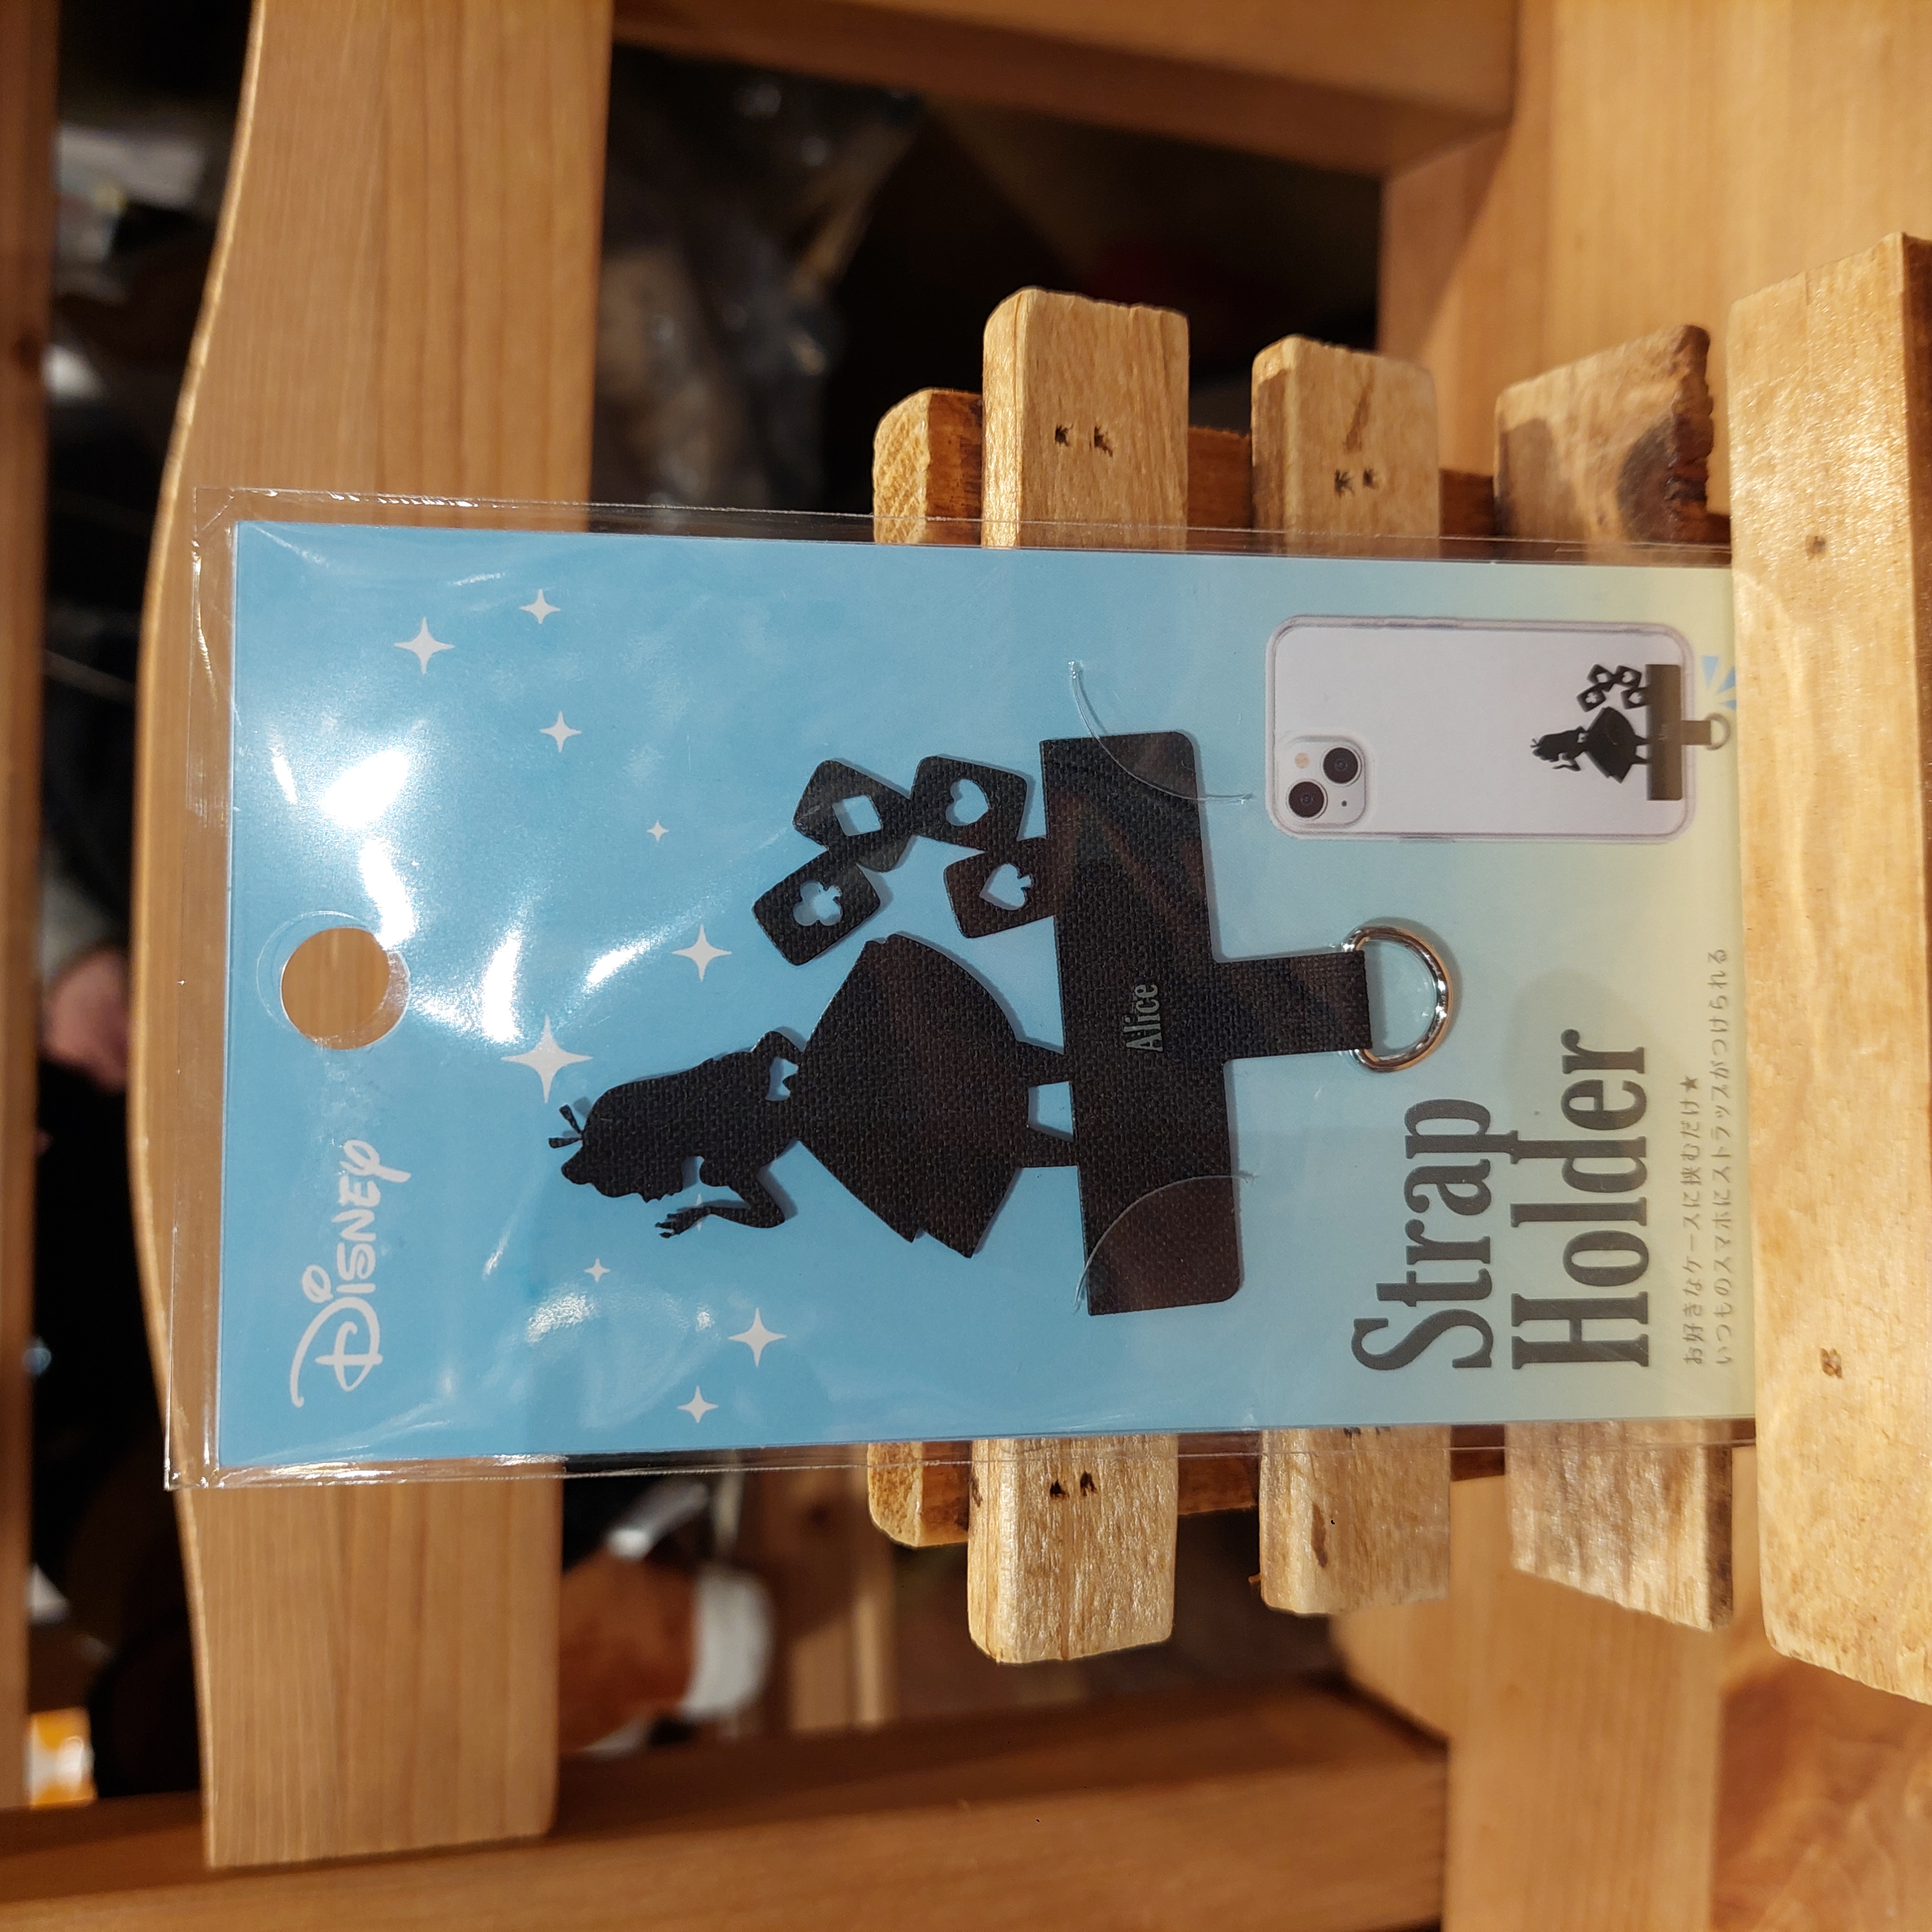 Disney
Alice
Strap
Holder
お好きなケースに挟むだけ★
いつものスマホにストラップがつけられる